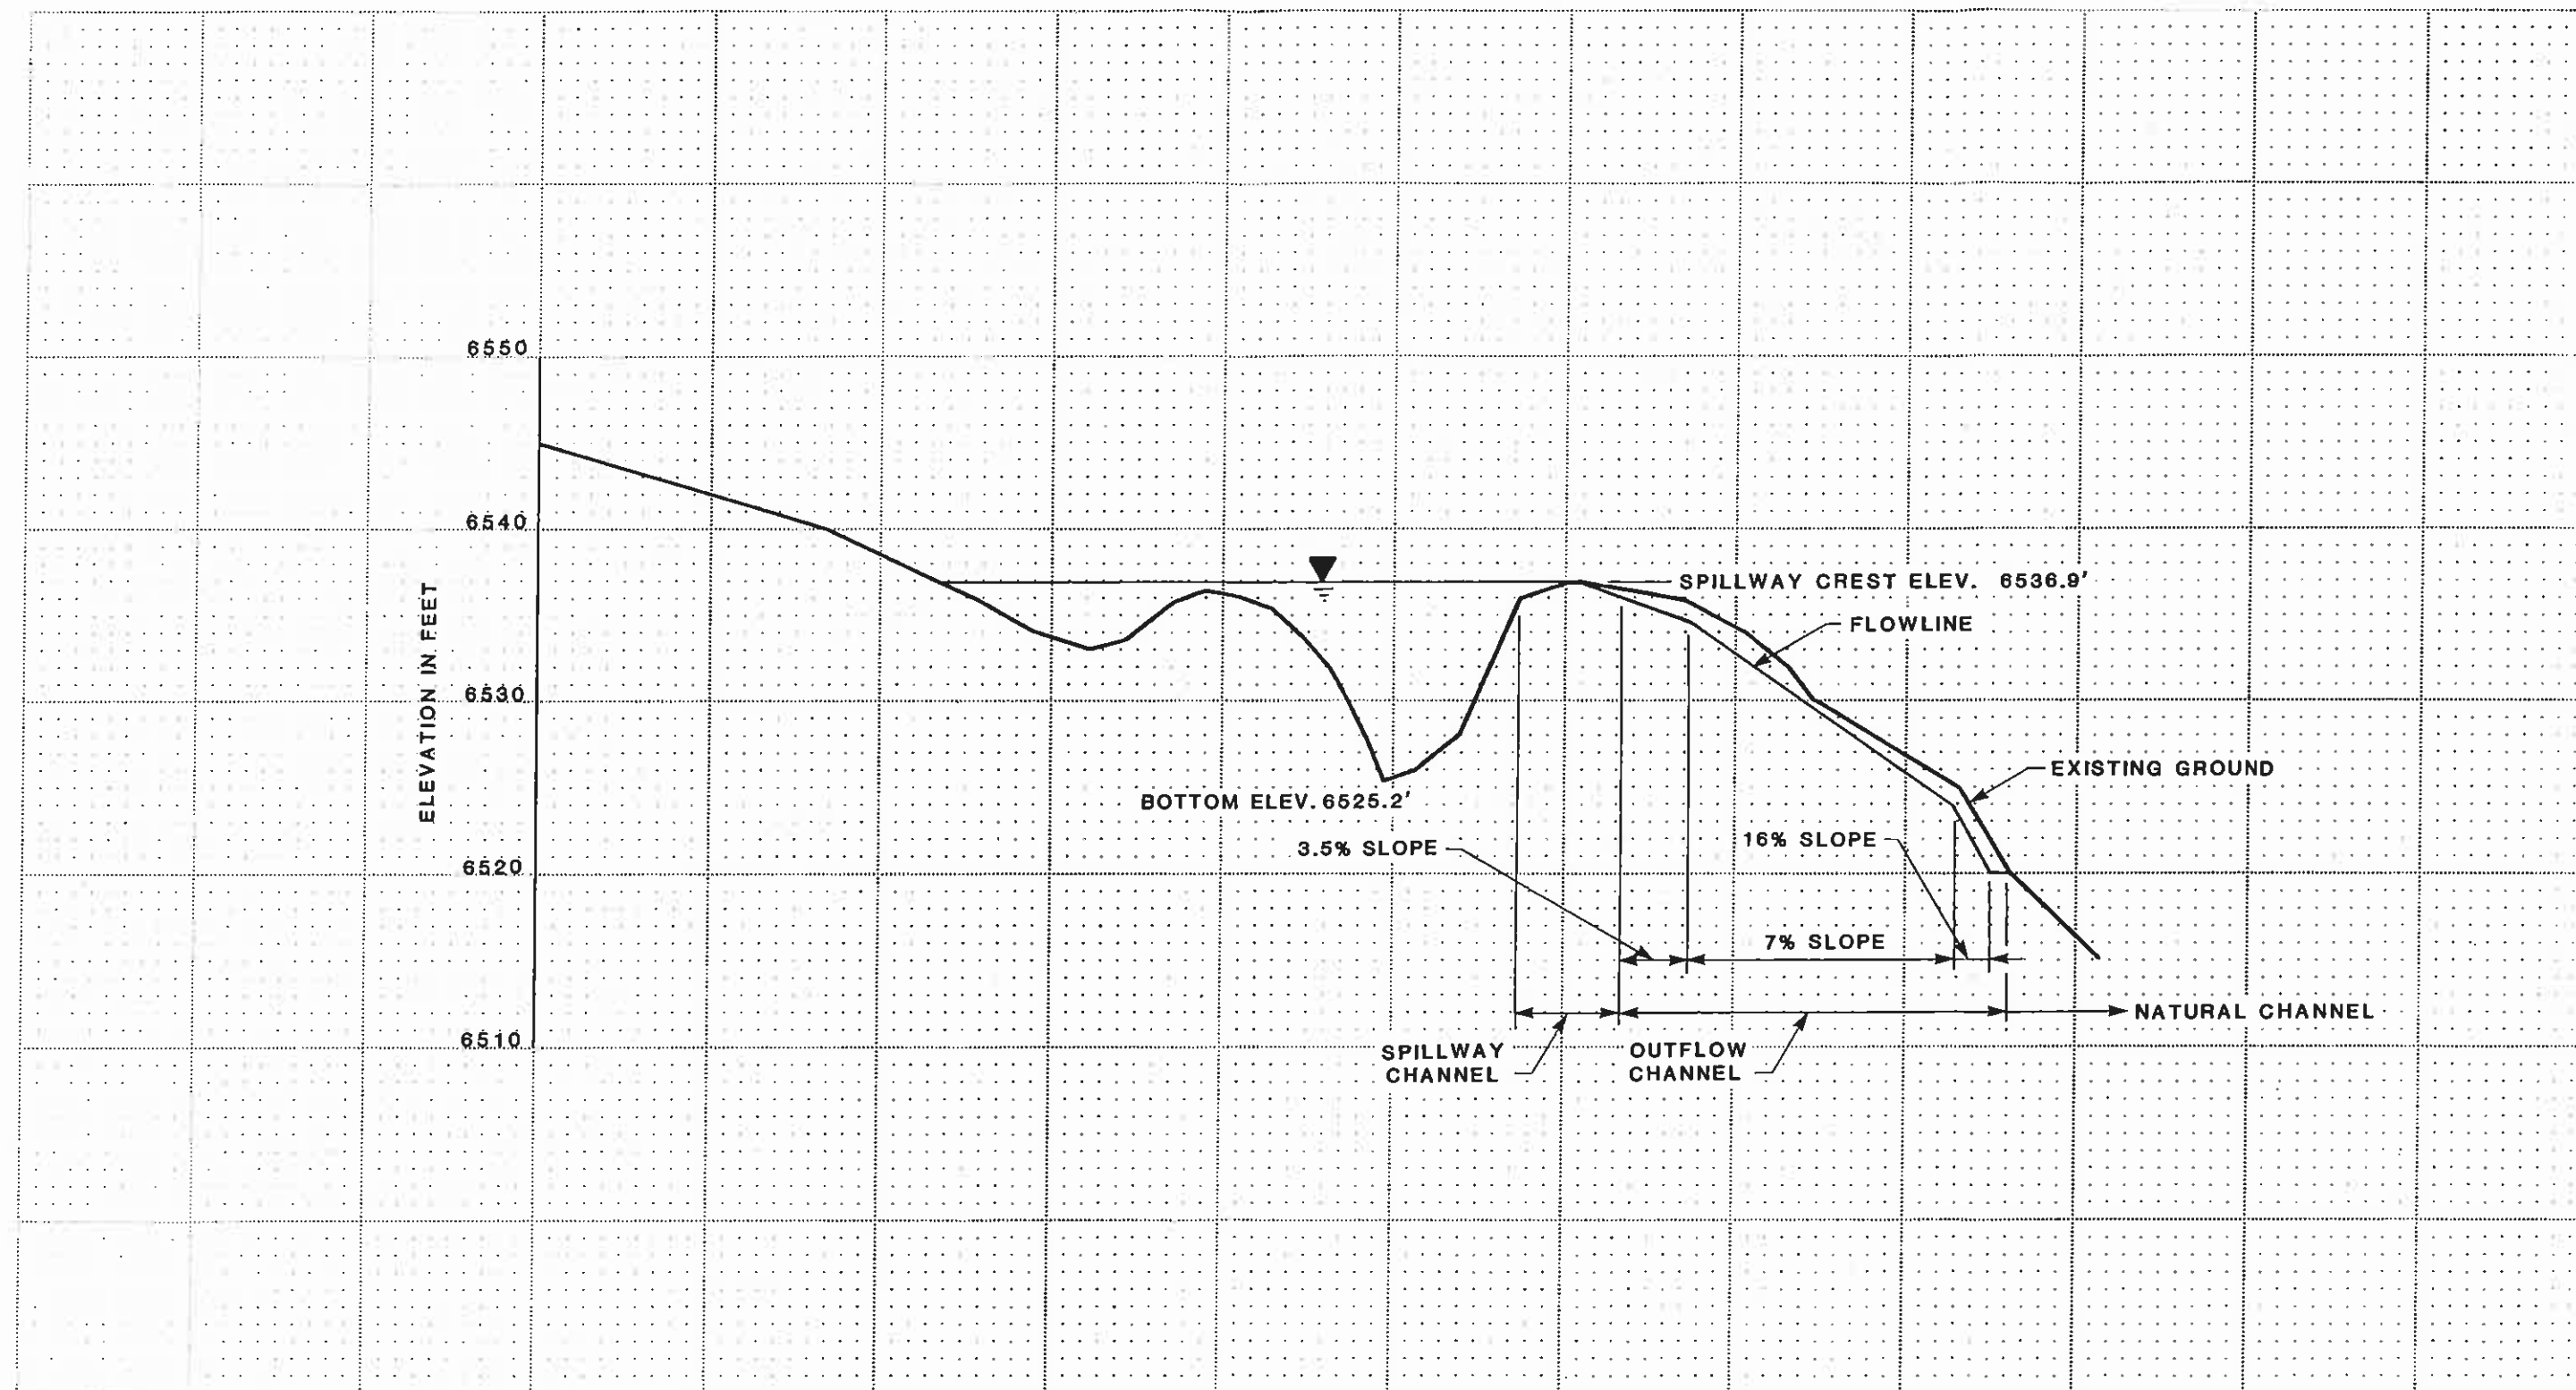 6550
6540
SPILLWAY CREST ELEV. 6536.9'
FLOWLINE
ELEVATION IN FEET
6530
EXISTING GROUND
BOTTOM ELEV. 6525.2'
3.5% SLOPE
16% SLOPE
6520
7% SLOPE
NATURAL CHANNEL
6510
SPILLWAY
CHANNEL
OUTFLOW
CHANNEL